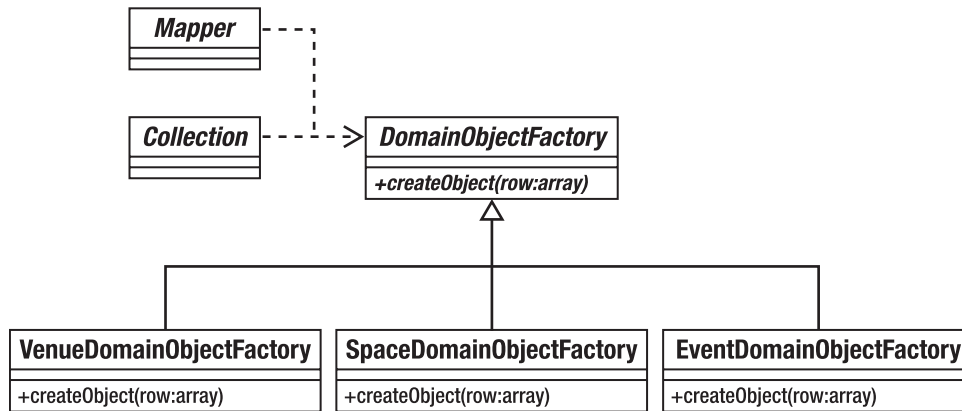 Mapper
Collection
DomainObjectFactory
+createObject(row:array)
VenueDomainObjectFactory
+createObject(row:array)
SpaceDomainObjectFactory
+createObject(row:array)
EventDomainObjectFactory
+createObject(row:array)